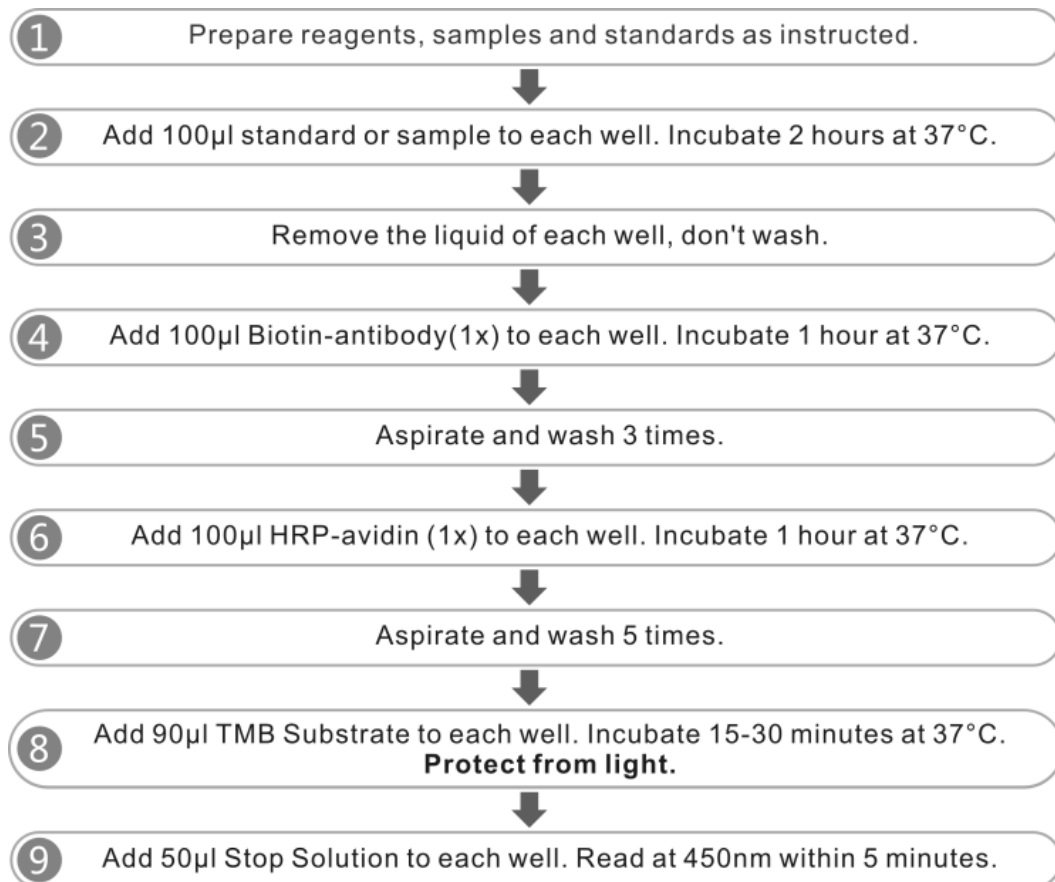 1 Prepare reagents, samples and standards as instructed.
2 Add 100µl standard or sample to each well. Incubate 2 hours at 37°C.
3 Remove the liquid of each well, don't wash.
4 Add 100µl Biotin-antibody(1x) to each well. Incubate 1 hour at 37°C.
5 Aspirate and wash 3 times.
6 Add 100µl HRP-avidin (1x) to each well. Incubate 1 hour at 37°C.
7 Aspirate and wash 5 times.
8 Add 90µl TMB Substrate to each well. Incubate 15-30 minutes at 37°C.
Protect from light.
9 Add 50µl Stop Solution to each well. Read at 450nm within 5 minutes.